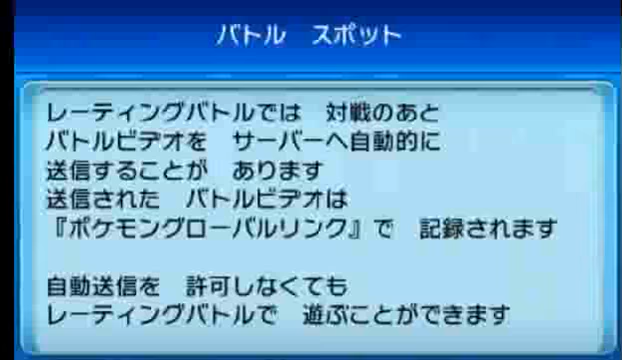 バトル　スポット
レーティングバトルでは　対戦のあと
バトルビデオを　サーバーへ自動的に
送信することが　あります
送信された　バトルビデオは
『ポケモングローバルリンク』で　記録されます
自動送信を　許可しなくても
レーティングバトルで　遊ぶことができます